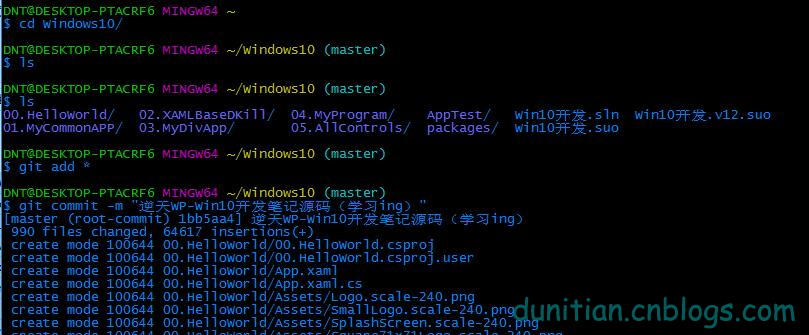 DNT@DESKTOP-PTACRF6 MINGW64 ~
$ cd Windows10/
DNT@DESKTOP-PTACRF6 MINGW64 ~/Windows10 (master)
$ ls
DNT@DESKTOP-PTACRF6 MINGW64 ~/Windows10 (master)
$ ls
00.HelloWorld/ 02.XAMLBaseDKill/ 04.MyProgram/ AppTest/ Win10开发.sln Win10开发.v12.suo
01.MyCommonAPP/ 03.MyDivApp/ 05.AllControls/ packages/ Win10开发.suo
DNT@DESKTOP-PTACRF6 MINGW64 ~/Windows10 (master)
$ git add *
DNT@DESKTOP-PTACRF6 MINGW64 ~/Windows10 (master)
$ git commit -m "逆天WP-Win10开发笔记源码（学习ing）"
[master (root-commit) 1bb5aa4] 逆天WP-Win10开发笔记源码（学习ing）
990 files changed, 64617 insertions(+)
create mode 100644 00.HelloWorld/00.HelloWorld.csproj
create mode 100644 00.HelloWorld/00.HelloWorld.csproj.user
create mode 100644 00.HelloWorld/App.xaml
create mode 100644 00.HelloWorld/App.xaml.cs
create mode 100644 00.HelloWorld/Assets/Logo.scale-240.png
create mode 100644 00.HelloWorld/Assets/SmallLogo.scale-240.png
create mode 100644 00.HelloWorld/Assets/SplashScreen.scale-240.png
dunitian.cnblogs.com